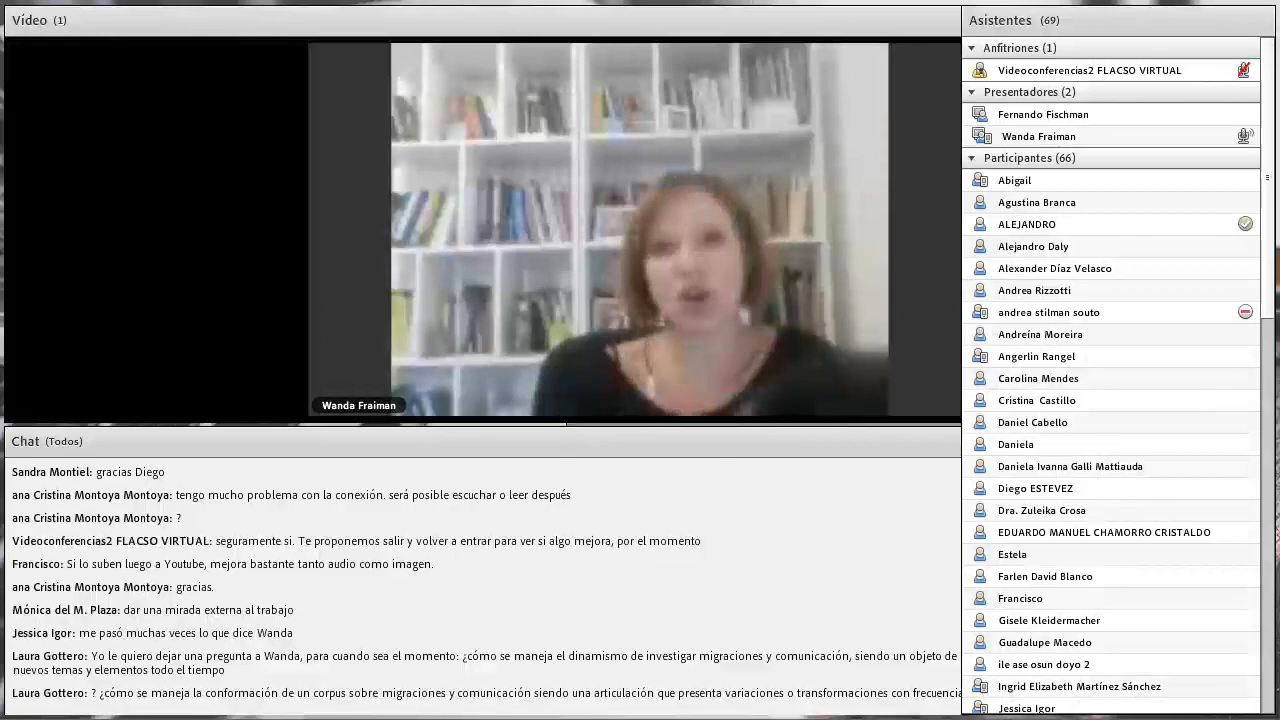 Vídeo (1)
Wanda Fraiman
Chat (Todos)
Sandra Montiel: gracias Diego
ana Cristina Montoya Montoya: tengo mucho problema con la conexión. será posible escuchar o leer después
ana Cristina Montoya Montoya: ?
Videoconferencias2 FLACSO VIRTUAL: seguramente si. Te proponemos salir y volver a entrar para ver si algo mejora, por el momento
Francisco: Si lo suben luego a Youtube, mejora bastante tanto audio como imagen.
ana Cristina Montoya Montoya: gracias.
Mónica del M. Plaza: dar una mirada externa al trabajo
Jessica Igor: me pasó muchas veces lo que dice Wanda
Laura Gottero: Yo le quiero dejar una pregunta a Wanda, para cuando sea el momento: ¿cómo se maneja el dinamismo de investigar migraciones y comunicación, siendo un objeto de
nuevos temas y elementos todo el tiempo
Laura Gottero: ? ¿cómo se maneja la conformación de un corpus sobre migraciones y comunicación siendo una articulación que presenta variaciones o transformaciones con frecuencia
Asistentes (69)
Anfitriones (1)
Videoconferencias2 FLACSO VIRTUAL
Presentadores (2)
Fernando Fischman
Wanda Fraiman
Participantes (66)
Abigail
Agustina Branca
ALEJANDRO
Alejandro Daly
Alexander Díaz Velasco
Andrea Rizzotti
andrea stilman souto
Andreína Moreira
Angerlin Rangel
Carolina Mendes
Cristina Castillo
Daniel Cabello
Daniela
Daniela Ivanna Galli Mattiauda
Diego ESTEVEZ
Dra. Zuleika Crosa
EDUARDO MANUEL CHAMORRO CRISTALDO
Estela
Farlen David Blanco
Francisco
Gisele Kleidermacher
Guadalupe Macedo
ile ase osun doyo 2
Ingrid Elizabeth Martínez Sánchez
Jessica Igor